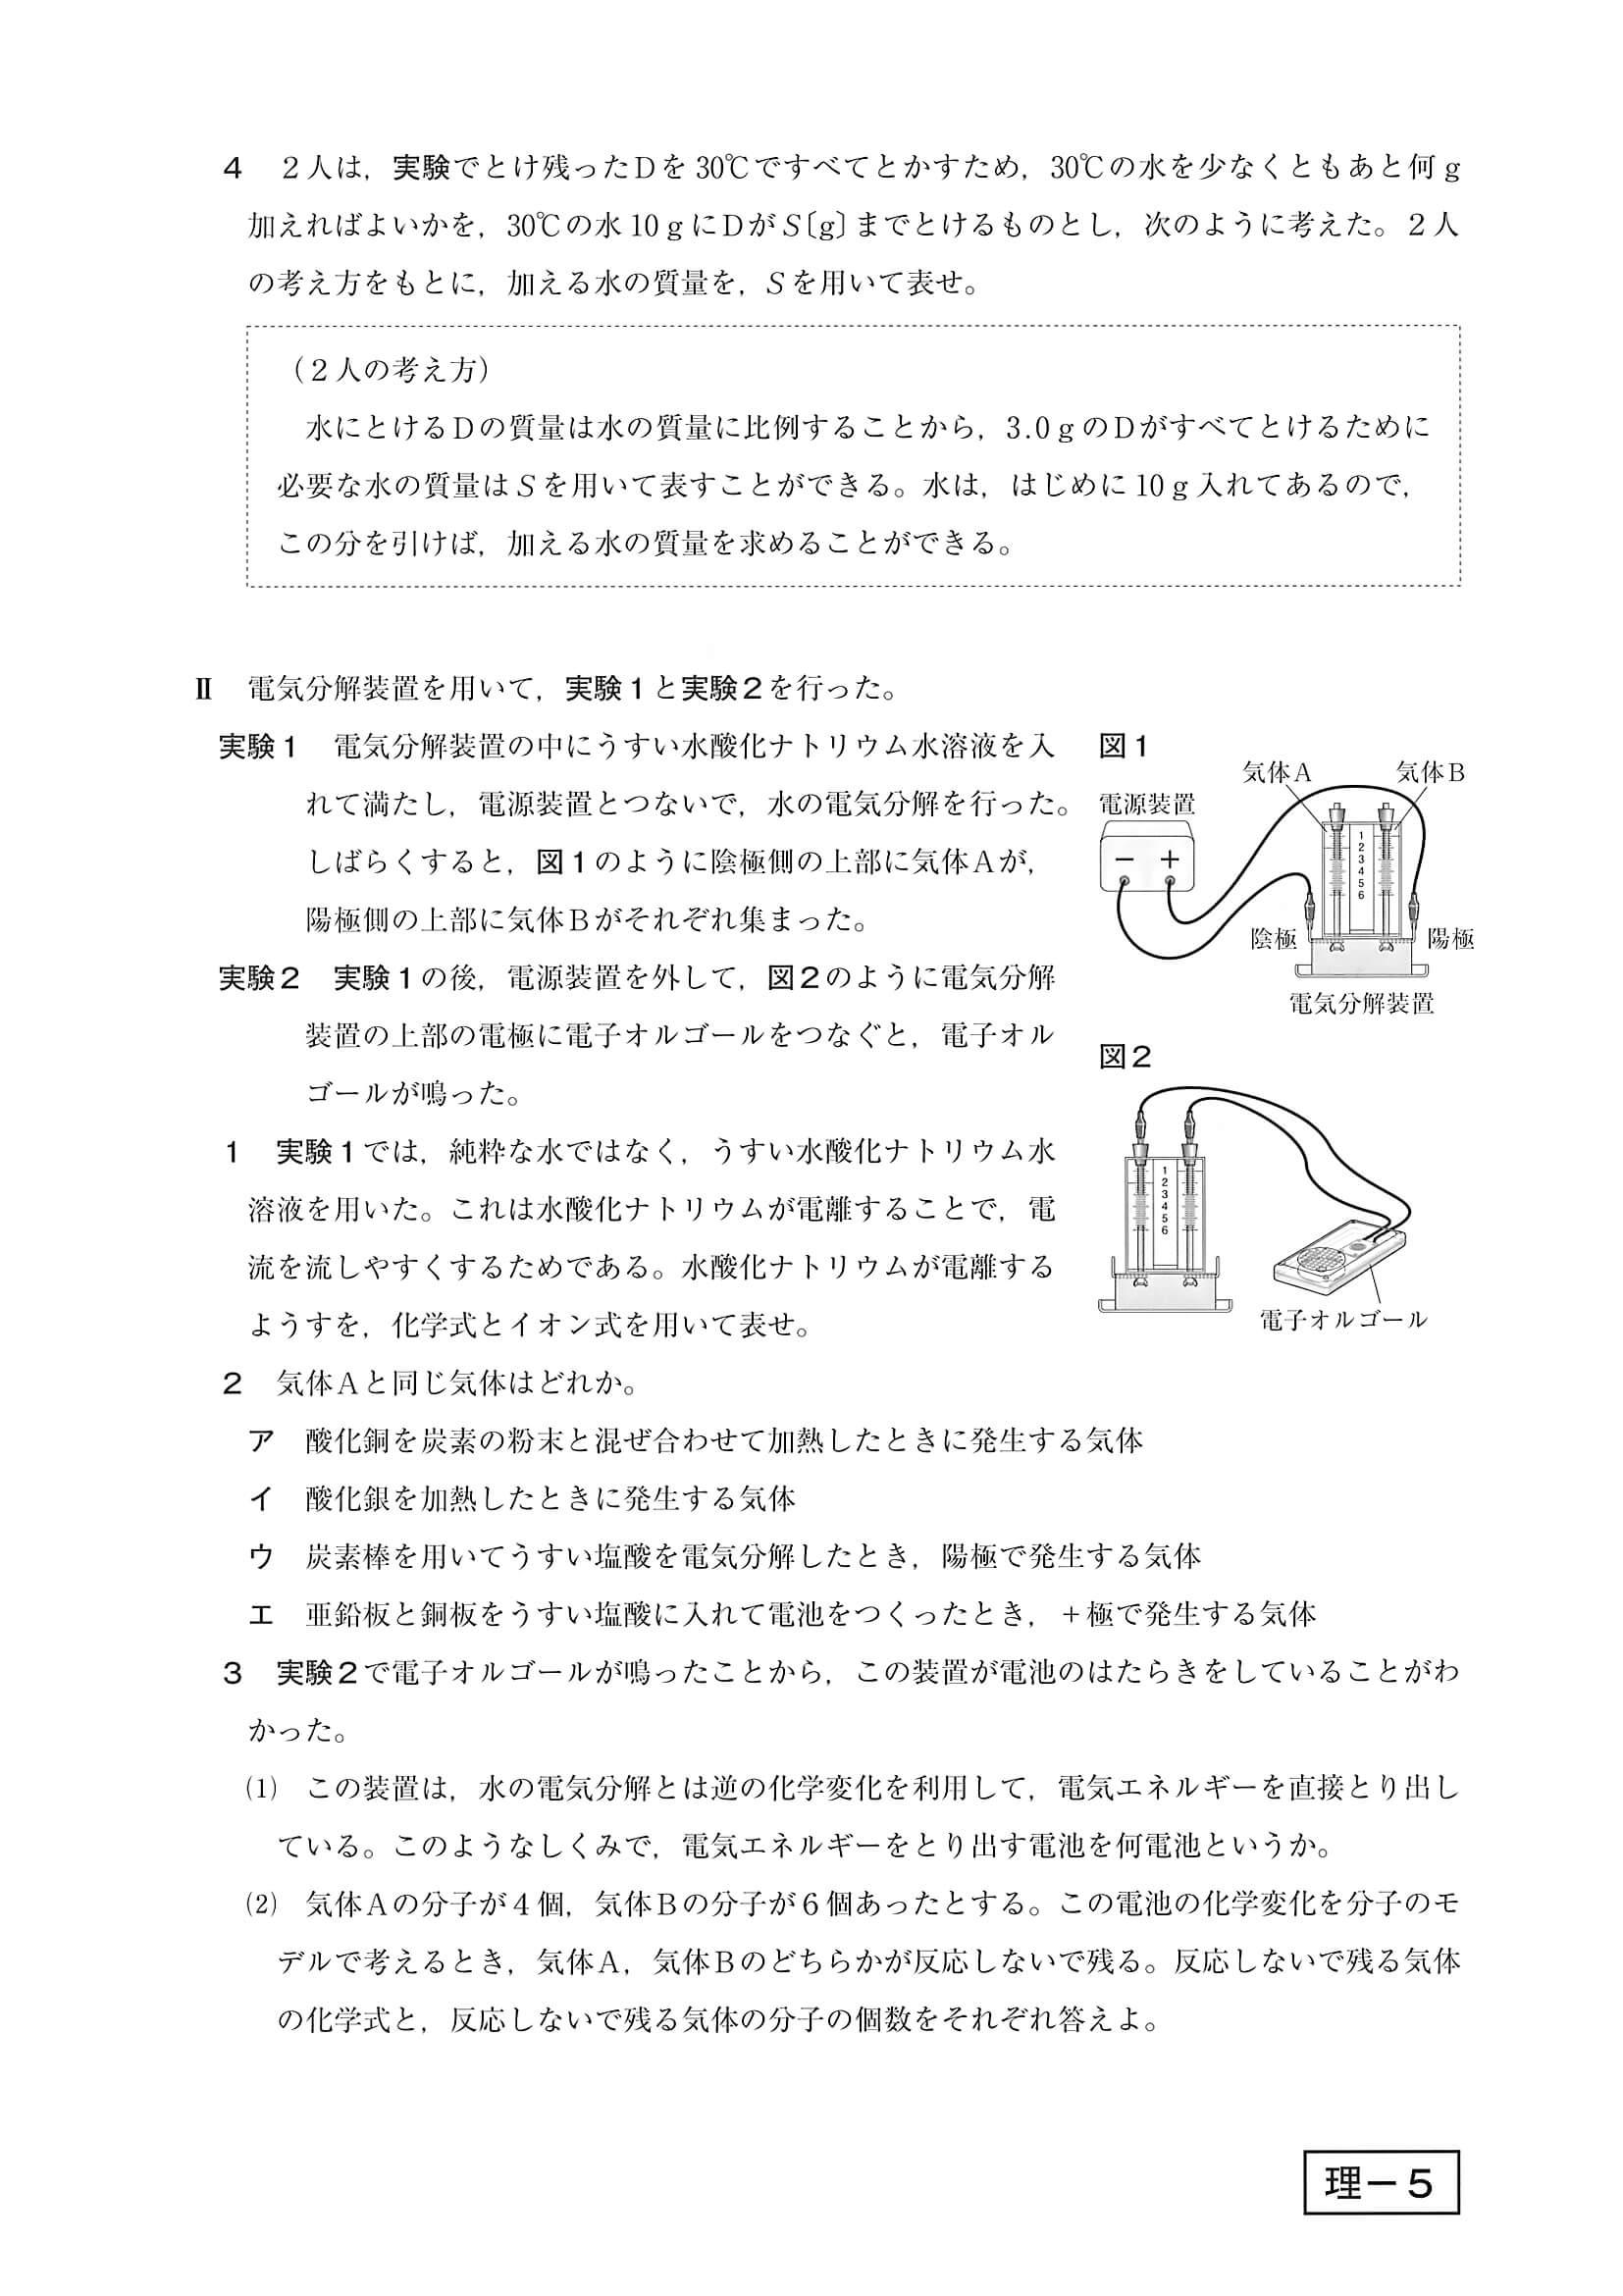 4　２人は，実験でとけ残ったＤを30℃ですべてとかすため，30℃の水を少なくともあと何ｇ
加えればよいかを，30℃の水10ｇにＤがS〔g〕までとけるものとし，次のように考えた。２人
の考え方をもとに，加える水の質量を，Sを用いて表せ。
（２人の考え方）
水にとけるＤの質量は水の質量に比例することから，3.0ｇのＤがすべてとけるために
必要な水の質量はSを用いて表すことができる。水は，はじめに10ｇ入れてあるので，
この分を引けば，加える水の質量を求めることができる。
Ⅱ　電気分解装置を用いて，実験１と実験２を行った。
実験１　電気分解装置の中にうすい水酸化ナトリウム水溶液を入
れて満たし，電源装置とつないで，水の電気分解を行った。
しばらくすると，図１のように陰極側の上部に気体Ａが，
陽極側の上部に気体Ｂがそれぞれ集まった。
実験２　実験１の後，電源装置を外して，図２のように電気分解
装置の上部の電極に電子オルゴールをつなぐと，電子オル
ゴールが鳴った。
図１
気体Ａ　気体Ｂ
電源装置
－　＋
1
2
3
4
5
6
陰極　陽極
電気分解装置
図２
1
2
3
4
5
6
電子オルゴール
1　実験１では，純粋な水ではなく，うすい水酸化ナトリウム水
溶液を用いた。これは水酸化ナトリウムが電離することで，電
流を流しやすくするためである。水酸化ナトリウムが電離する
ようすを，化学式とイオン式を用いて表せ。
2　気体Ａと同じ気体はどれか。
ア　酸化銅を炭素の粉末と混ぜ合わせて加熱したときに発生する気体
イ　酸化銀を加熱したときに発生する気体
ウ　炭素棒を用いてうすい塩酸を電気分解したとき，陽極で発生する気体
エ　亜鉛板と銅板をうすい塩酸に入れて電池をつくったとき，＋極で発生する気体
3　実験２で電子オルゴールが鳴ったことから，この装置が電池のはたらきをしていることがわ
かった。
(1)　この装置は，水の電気分解とは逆の化学変化を利用して，電気エネルギーを直接とり出し
ている。このようなしくみで，電気エネルギーをとり出す電池を何電池というか。
(2)　気体Ａの分子が４個，気体Ｂの分子が６個あったとする。この電池の化学変化を分子のモ
デルで考えるとき，気体Ａ，気体Ｂのどちらかが反応しないで残る。反応しないで残る気体
の化学式と，反応しないで残る気体の分子の個数をそれぞれ答えよ。
理－５